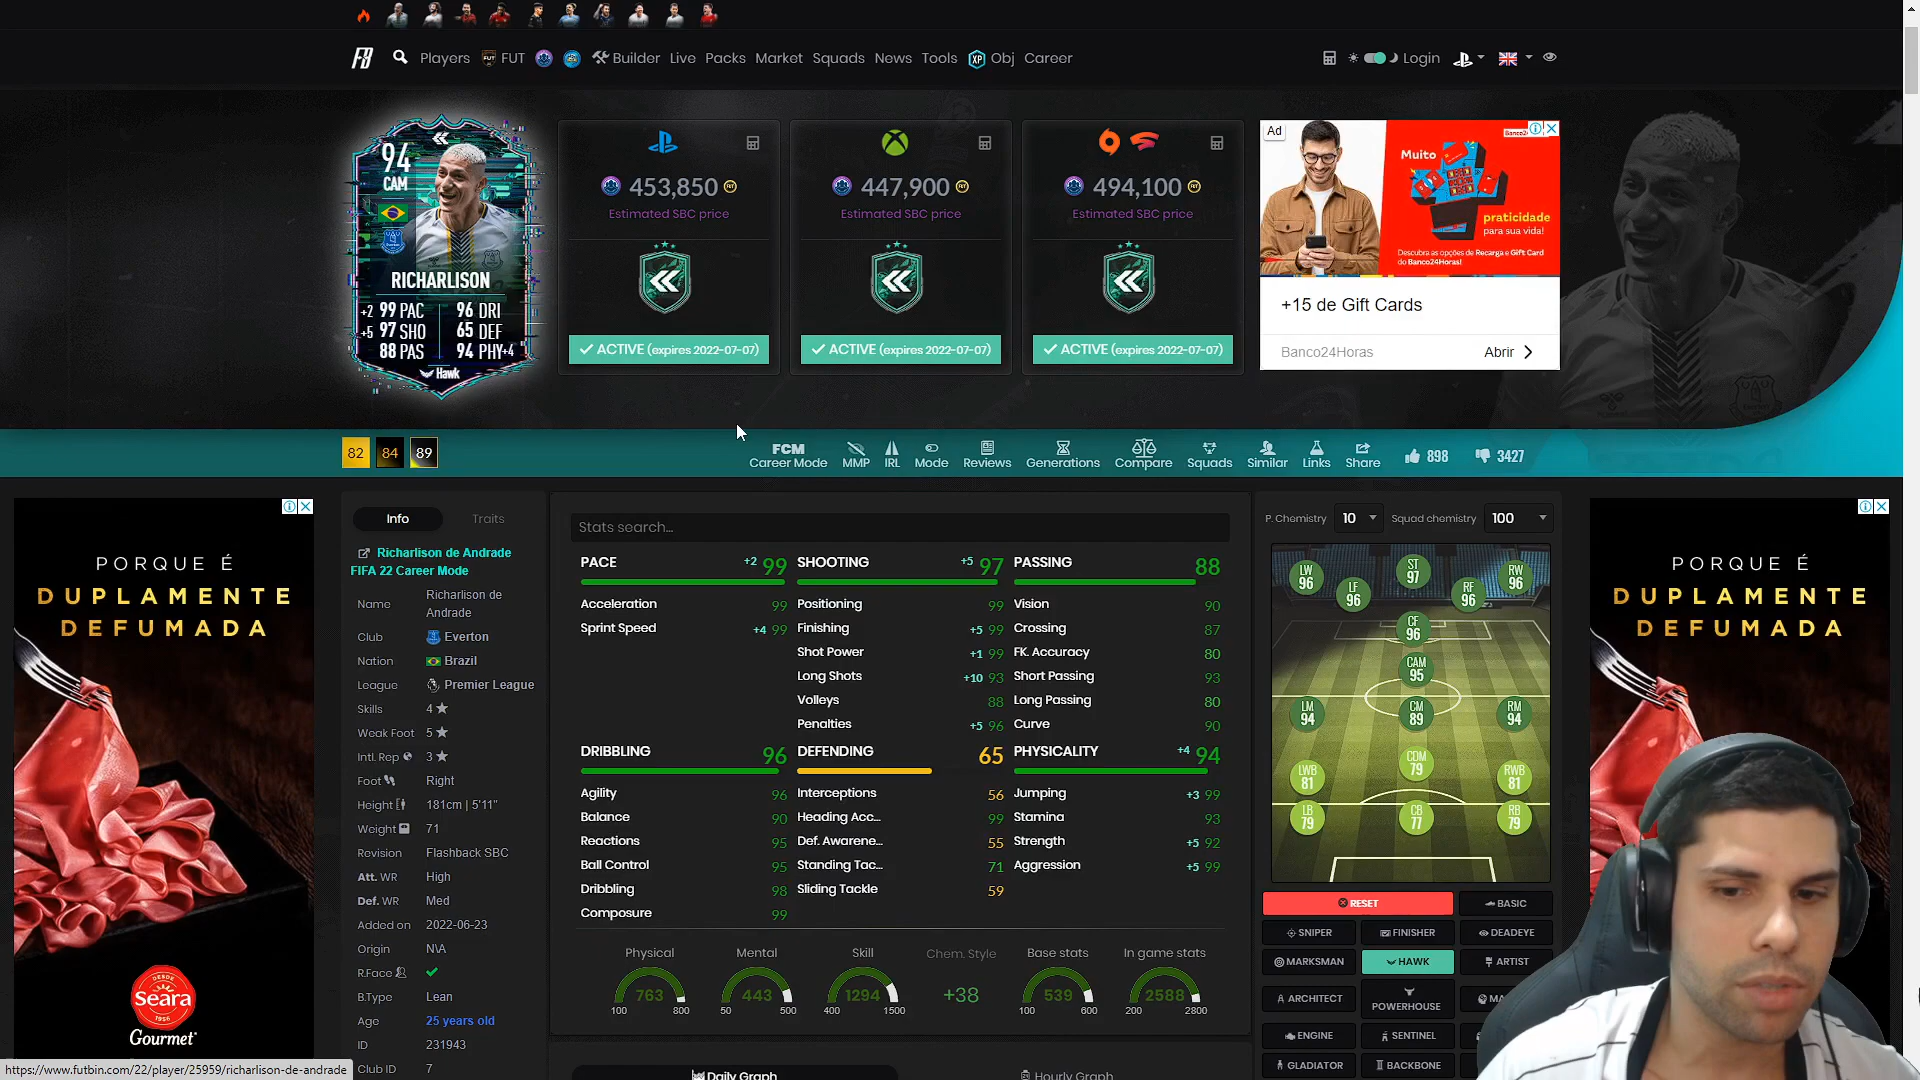 Players FUT Builder Live Packs Market Squads News Tools Obj Career Login
94
CAM
RICHARLISON
+2 99 PAC 96 DRI
+5 97 SHO 65 DEF
88 PAS 94 PHY+4
Hawk
453,850
Estimated SBC price
ACTIVE (expires 2022-07-07)
447,900
Estimated SBC price
ACTIVE (expires 2022-07-07)
494,100
Estimated SBC price
ACTIVE (expires 2022-07-07)
Ad
Muito
praticidade
para sua vida!
Descubra as opções de Recarga e Gift Card
do Banco24Horas!
+15 de Gift Cards
Banco24Horas Abrir
82 84 89
FCM
Career Mode MMP IRL Mode Reviews Generations Compare Squads Similar Links Share 898 3427
PORQUE É
DUPLAMENTE
DEFUMADA
DESDE
Seara
1956
Gourmet
Info Traits
Richarlison de Andrade
FIFA 22 Career Mode
Name Richarlison de
Andrade
Club Everton
Nation Brazil
League Premier League
Skills 4
Weak Foot 5
Intl. Rep 3
Foot Right
Height 181cm | 5'11"
Weight 71
Revision Flashback SBC
Att. WR High
Def. WR Med
Added on 2022-06-23
Origin N\A
R.Face
B.Type Lean
Age 25 years old
ID 231943
Club ID 7
Stats search...
PACE +2 99
Acceleration 99
Sprint Speed +4 99
SHOOTING +5 97
Positioning 99
Finishing +5 99
Shot Power +1 99
Long Shots +10 93
Volleys 88
Penalties +5 96
PASSING 88
Vision 90
Crossing 87
FK. Accuracy 80
Short Passing 93
Long Passing 80
Curve 90
DRIBBLING 96
Agility 96
Balance 90
Reactions 95
Ball Control 95
Dribbling 98
Composure 99
DEFENDING 65
Interceptions 56
Heading Acc... 99
Def. Awarene... 55
Standing Tac... 71
Sliding Tackle 59
PHYSICALITY +4 94
Jumping +3 99
Stamina 93
Strength +5 92
Aggression +5 99
Physical Mental Skill Chem. Style Base stats In game stats
763 443 1294 +38 539 2588
100 800 50 500 400 1500 100 600 200 2800
Daily Graph Hourly Graph
P. Chemistry 10 Squad chemistry 100
LW
96
ST
97
RW
96
LF
96
RF
96
CF
96
CAM
95
LM
94
CM
89
RM
94
CDM
79
LWB
81
RWB
81
LB
79
CB
77
RB
79
RESET BASIC
SNIPER FINISHER DEADEYE
MARKSMAN HAWK ARTIST
ARCHITECT POWERHOUSE
ENGINE SENTINEL
GLADIATOR BACKBONE
PORQUE É
DUPLAMENTE
DEFUMADA
https://www.futbin.com/22/player/25959/richarlison-de-andrade